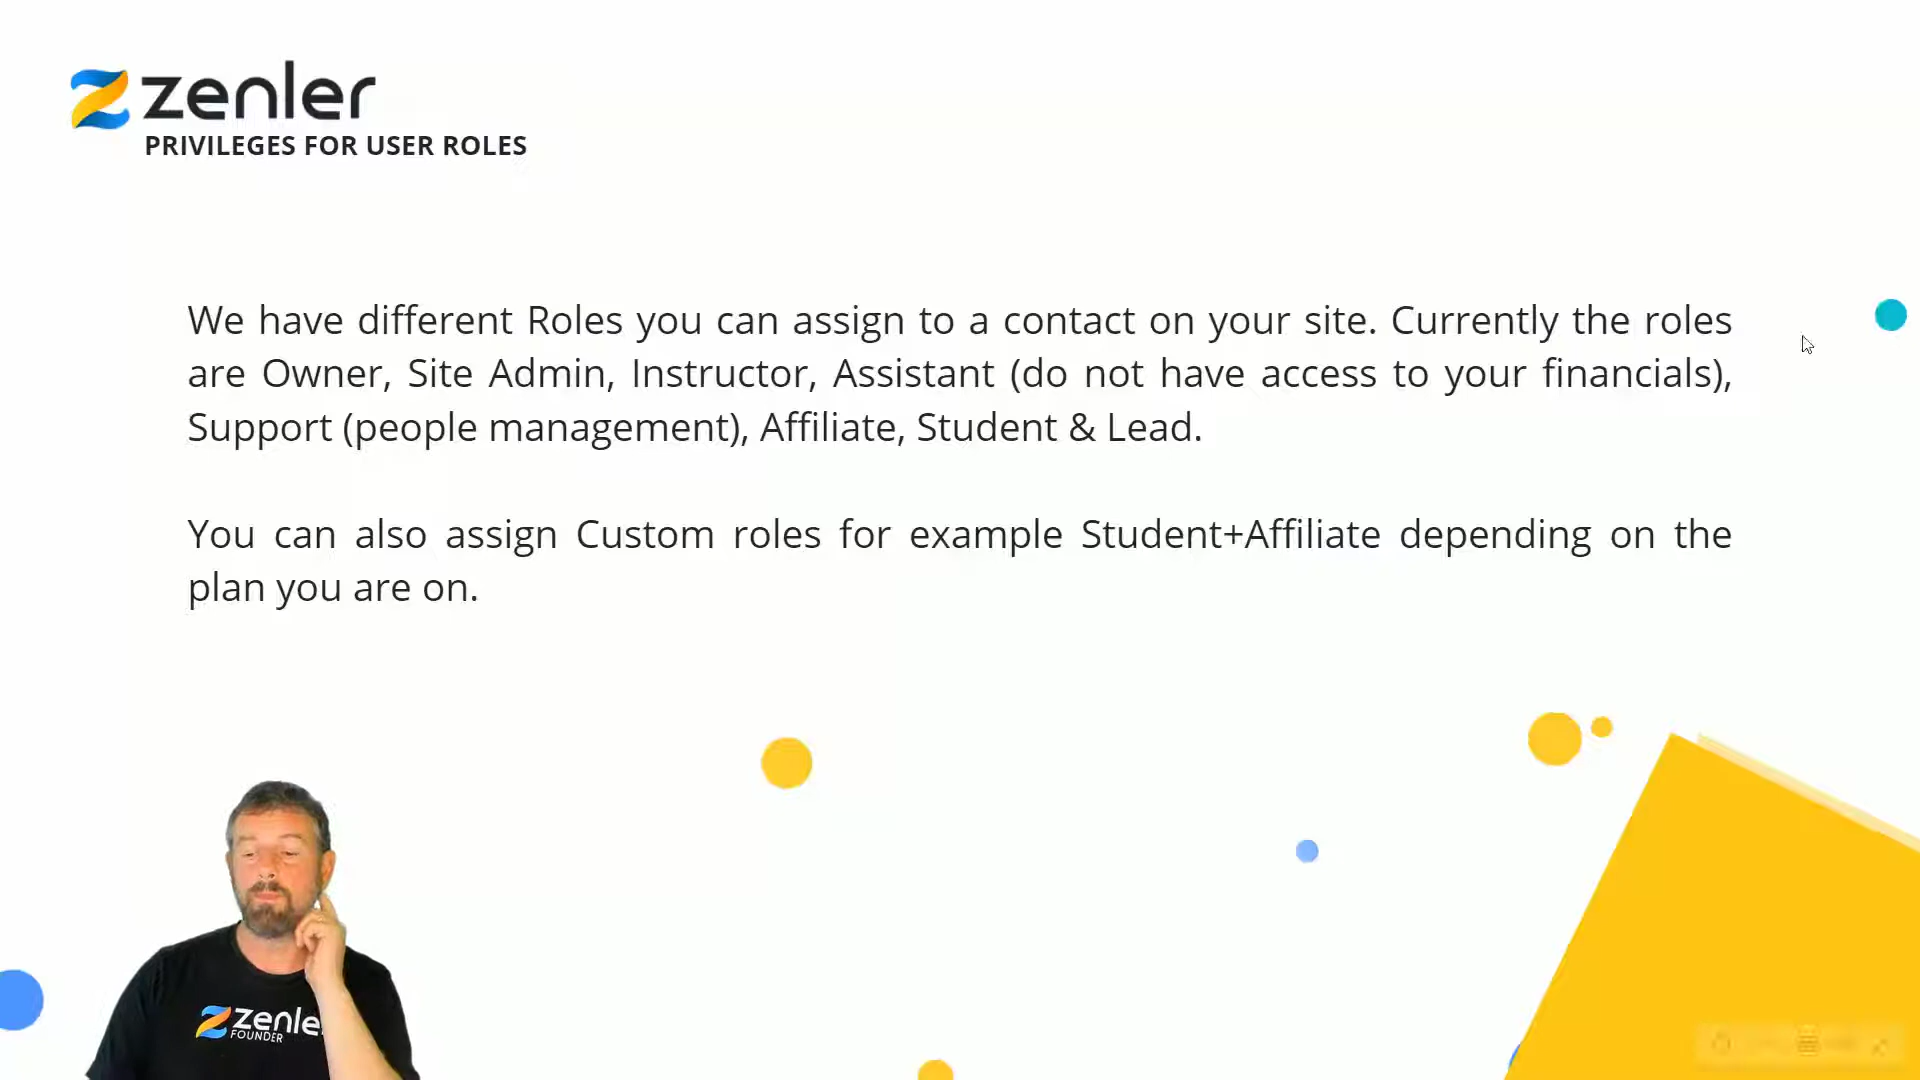 zenler
PRIVILEGES FOR USER ROLES
We have different Roles you can assign to a contact on your site. Currently the roles
are Owner, Site Admin, Instructor, Assistant (do not have access to your financials),
Support (people management), Affiliate, Student & Lead.
You can also assign Custom roles for example Student+Affiliate depending on the
plan you are on.
zenle
FOUNDER